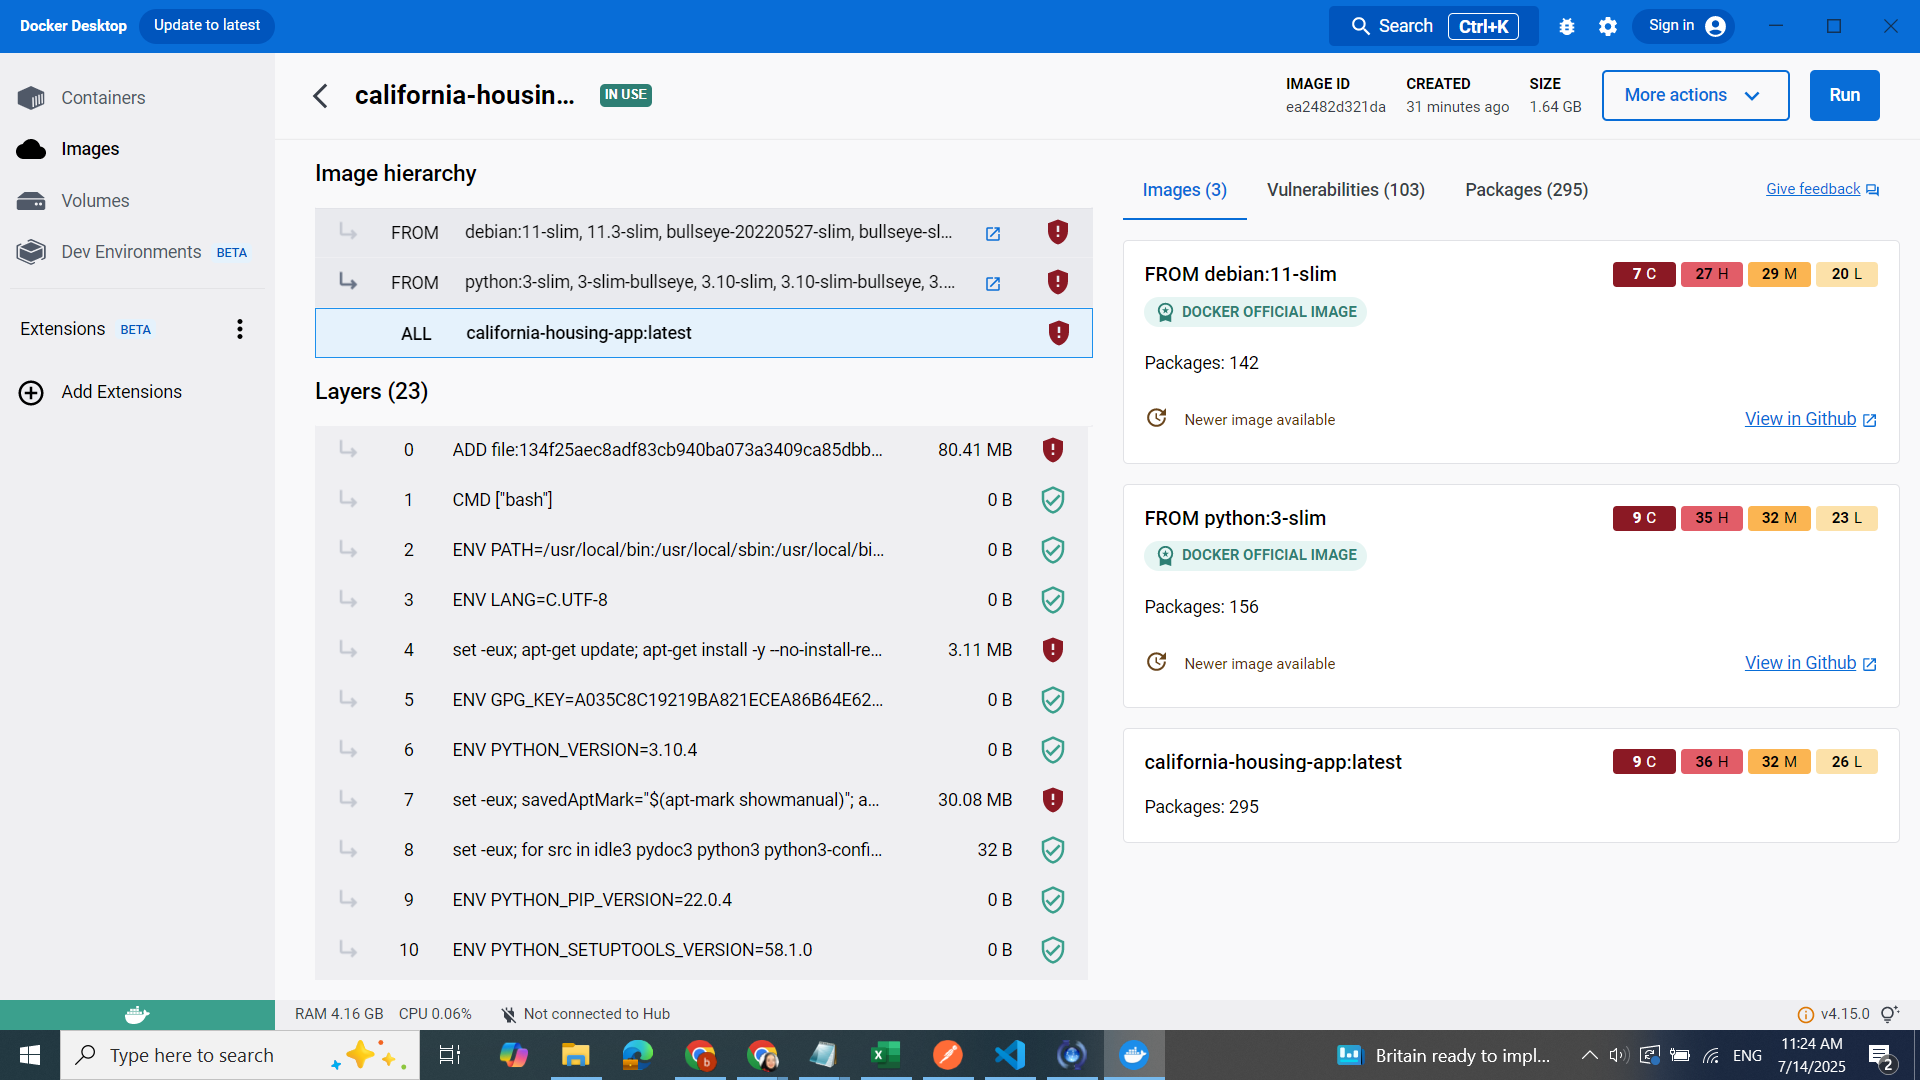 Docker Desktop
Update to latest
Search
Ctrl+K
Sign in
Containers
Images
Volumes
Dev Environments BETA
Extensions BETA
Add Extensions
california-housin...
IN USE
IMAGE ID
ea2482d321da
CREATED
31 minutes ago
SIZE
1.64 GB
More actions
Run
Image hierarchy
FROM debian:11-slim, 11.3-slim, bullseye-20220527-slim, bullseye-sl...
FROM python:3-slim, 3-slim-bullseye, 3.10-slim, 3.10-slim-bullseye, 3....
ALL california-housing-app:latest
Layers (23)
0 ADD file:134f25aec8adf83cb940ba073a3409ca85dbb... 80.41 MB
1 CMD ["bash"] 0 B
2 ENV PATH=/usr/local/bin:/usr/local/sbin:/usr/local/bi... 0 B
3 ENV LANG=C.UTF-8 0 B
4 set -eux; apt-get update; apt-get install -y --no-install-re... 3.11 MB
5 ENV GPG_KEY=A035C8C19219BA821ECEA86B64E62... 0 B
6 ENV PYTHON_VERSION=3.10.4 0 B
7 set -eux; savedAptMark="$(apt-mark showmanual)"; a... 30.08 MB
8 set -eux; for src in idle3 pydoc3 python3 python3-confi... 32 B
9 ENV PYTHON_PIP_VERSION=22.0.4 0 B
10 ENV PYTHON_SETUPTOOLS_VERSION=58.1.0 0 B
Images (3)
Vulnerabilities (103)
Packages (295)
Give feedback
FROM debian:11-slim
7 C 27 H 29 M 20 L
DOCKER OFFICIAL IMAGE
Packages: 142
Newer image available
View in Github
FROM python:3-slim
9 C 35 H 32 M 23 L
DOCKER OFFICIAL IMAGE
Packages: 156
Newer image available
View in Github
california-housing-app:latest
9 C 36 H 32 M 26 L
Packages: 295
RAM 4.16 GB CPU 0.06% Not connected to Hub
v4.15.0
Type here to search
Britain ready to impl...
ENG
11:24 AM
7/14/2025
2